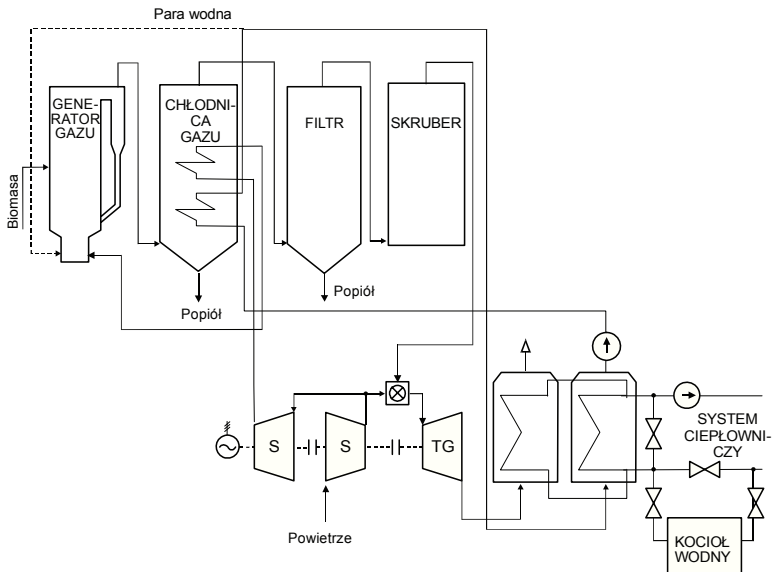 Para wodna
GENE-
RATOR
GAZU
CHŁODNI-
CA
GAZU
FILTR
SKRUBER
Biomasa
Popiół
Popiół
S
S
TG
SYSTEM
CIEPŁOWNI-
CZY
Powietrze
KOCIOŁ
WODNY